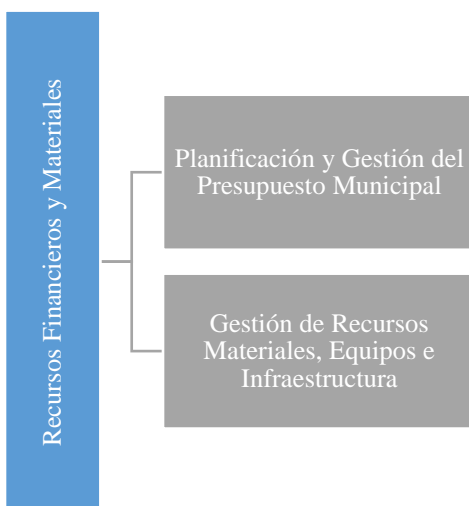 Recursos Financieros y Materiales
Planificación y Gestión del
Presupuesto Municipal
Gestión de Recursos
Materiales, Equipos e
Infraestructura